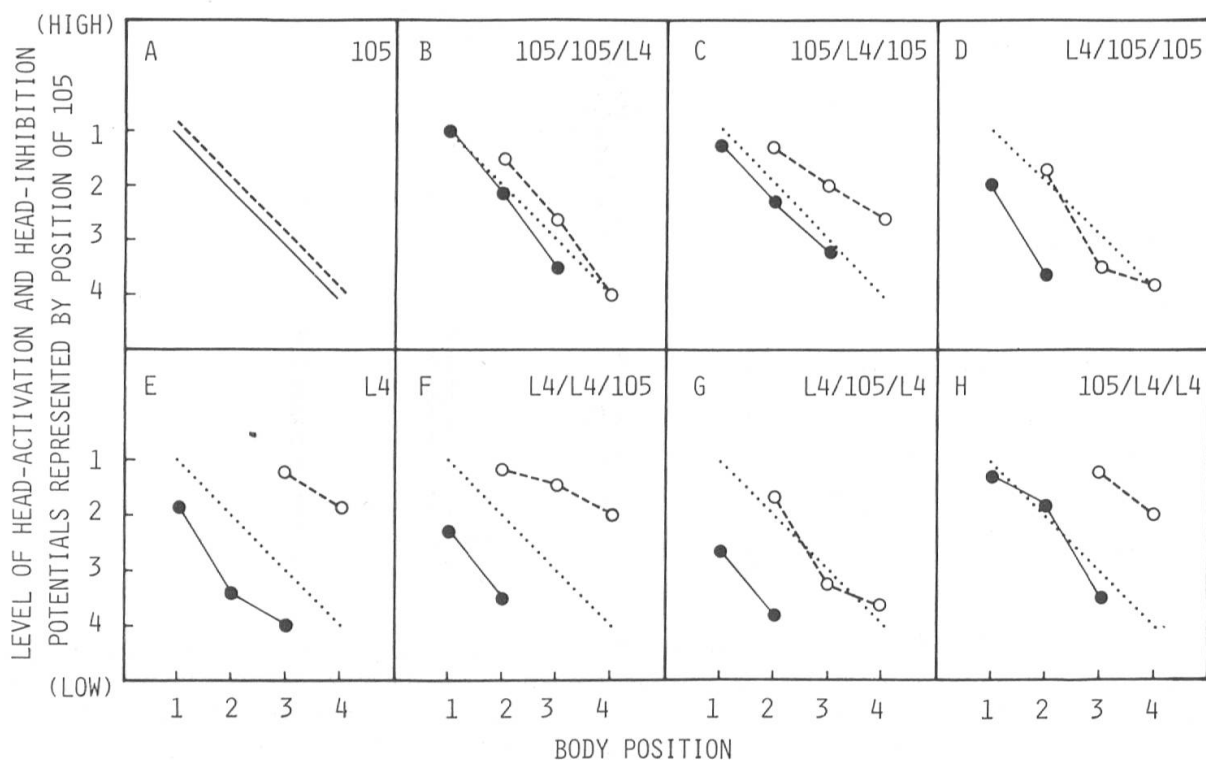 LEVEL OF HEAD-ACTIVATION AND HEAD-INHIBITION
POTENTIALS REPRESENTED BY POSITION OF 105
(HIGH)
A 105
B 105/105/L4
C 105/L4/105
D L4/105/105
1
2
3
4
E L4
F L4/L4/105
G L4/105/L4
H 105/L4/L4
1
2
3
4
(LOW)
1 2 3 4 1 2 3 4 1 2 3 4 1 2 3 4
BODY POSITION